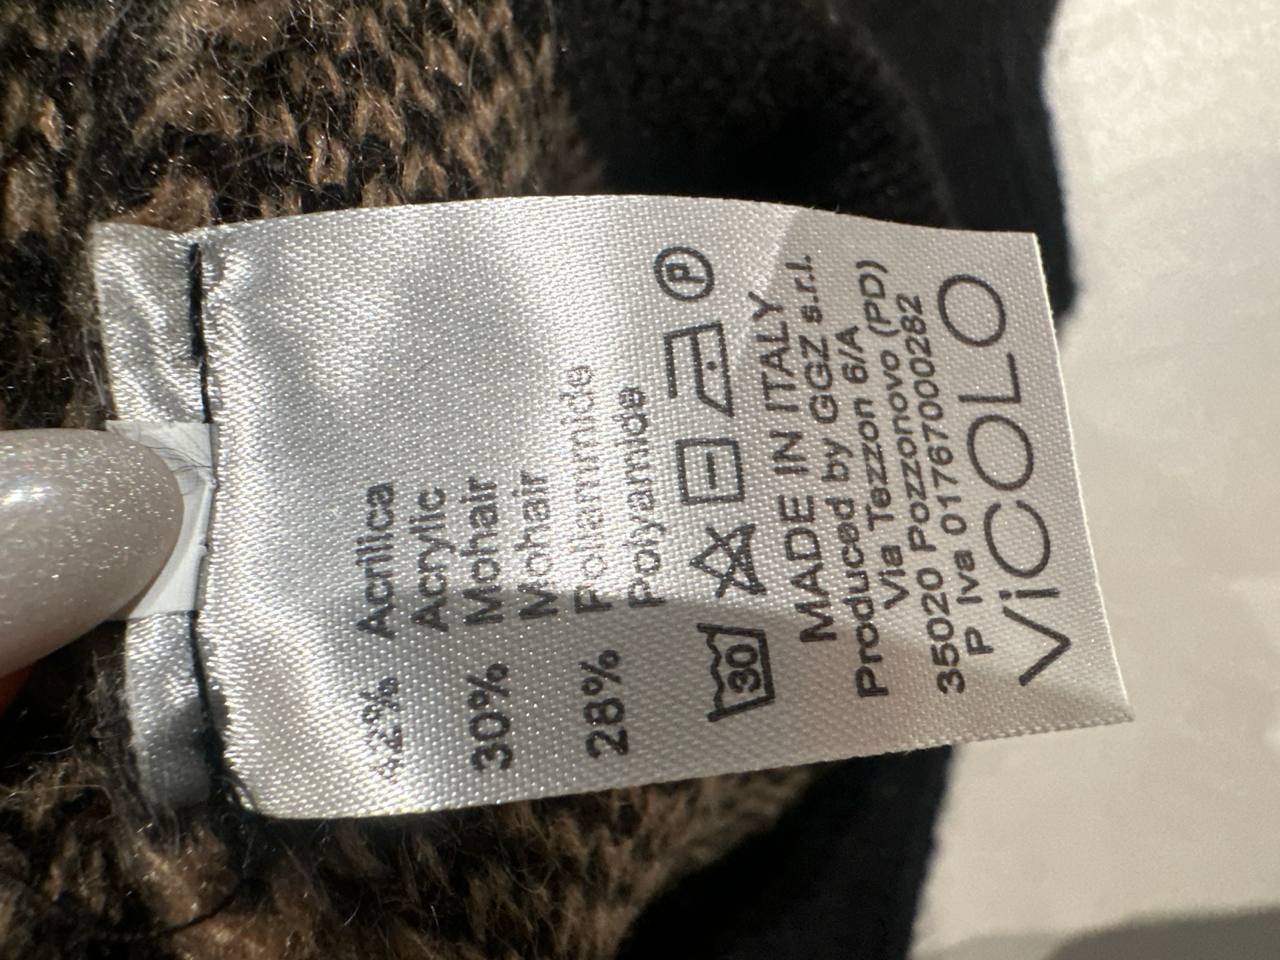 42% Acrilica
Acrylic
30% Mohair
Mohair
28% Poliammide
Polyamide
30 P
MADE IN ITALY
Produced by GGZ s.r.l.
Via Tezzon 6/A
35020 Pozzonovo (PD)
P Iva 01767000282
ViCOLO